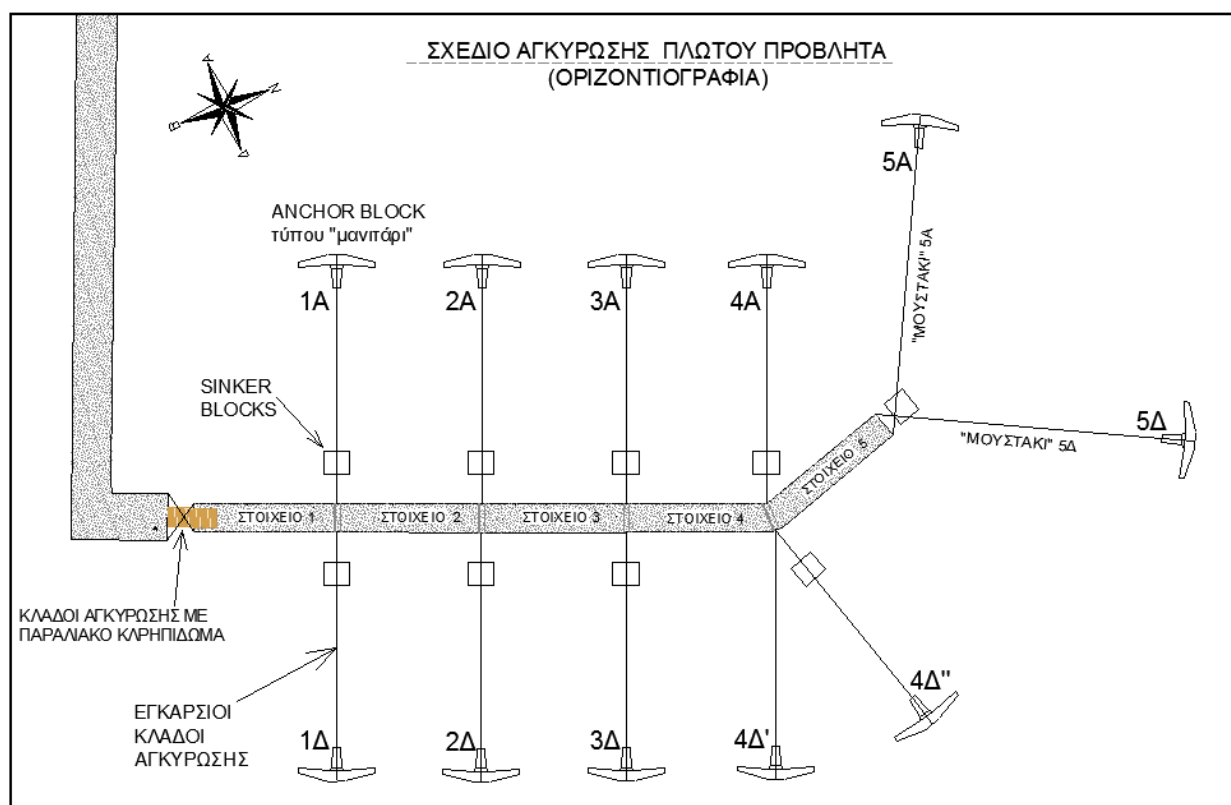 ΣΧΕΔΙΟ ΑΓΚΥΡΩΣΗΣ ΠΛΩΤΟΥ ΠΡΟΒΛΗΤΑ
(ΟΡΙΖΟΝΤΙΟΓΡΑΦΙΑ)
Α
Ν
Β
Δ
5Α
ANCHOR BLOCK
τύπου "μανιτάρι"
1Α
2Α
3Α
4Α
"ΜΟΥΣΤΑΚΙ" 5Α
SINKER
BLOCKS
5Δ
"ΜΟΥΣΤΑΚΙ" 5Δ
ΣΤΟΙΧΕΙΟ 1
ΣΤΟΙΧΕΙΟ 2
ΣΤΟΙΧΕΙΟ 3
ΣΤΟΙΧΕΙΟ 4
ΣΤΟΙΧΕΙΟ 5
ΚΛΑΔΟΙ ΑΓΚΥΡΩΣΗΣ ΜΕ
ΠΑΡΑΛΙΑΚΟ ΚΛΡΗΠΙΔΩΜΑ
ΕΓΚΑΡΣΙΟΙ
ΚΛΑΔΟΙ
ΑΓΚΥΡΩΣΗΣ
1Δ
2Δ
3Δ
4Δ'
4Δ"